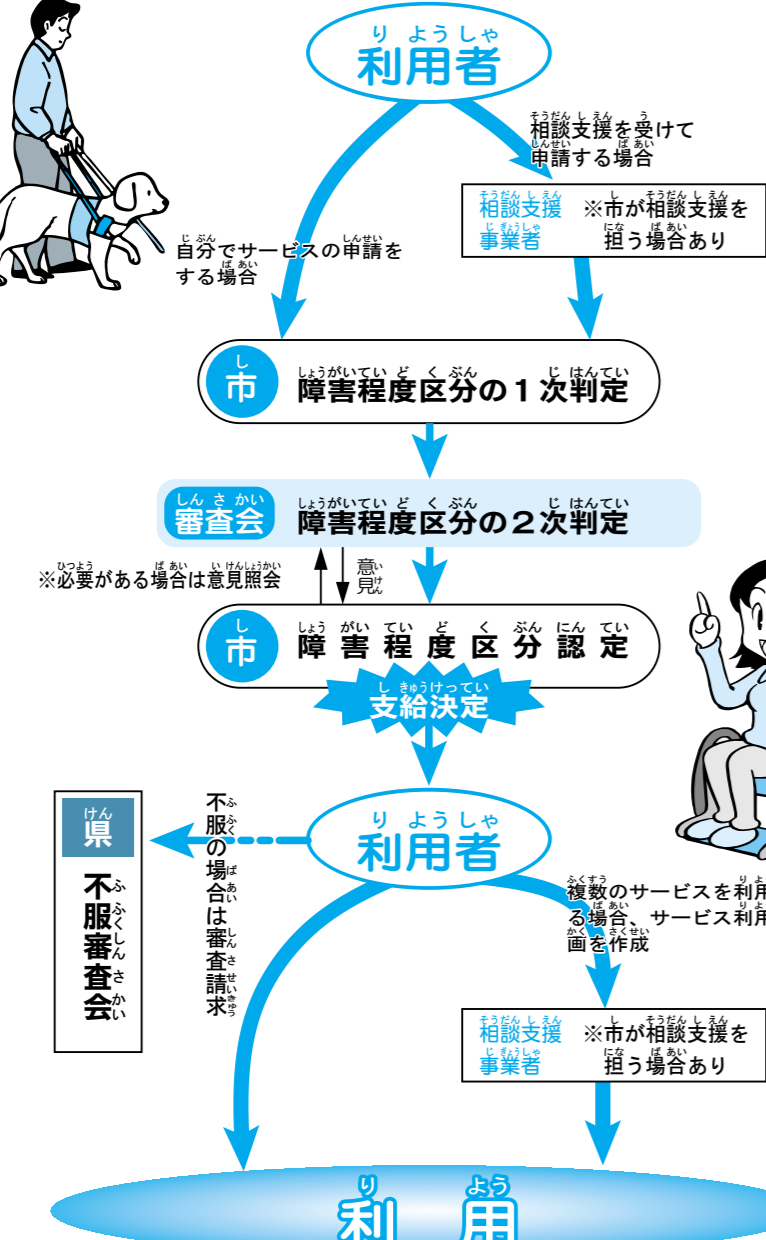 利用者
相談支援を受けて
申請する場合
相談支援
事業者
※市が相談支援を
担う場合あり
自分でサービスの申請を
する場合
市 障害程度区分の1次判定
審査会 障害程度区分の2次判定
※必要がある場合は意見照会
意見
市 障害程度区分認定
支給決定
利用者
不服の場合は審査請求
県
不服審査会
複数のサービスを利用
る場合、サービス利用
画を作成
相談支援
事業者
※市が相談支援を
担う場合あり
利用